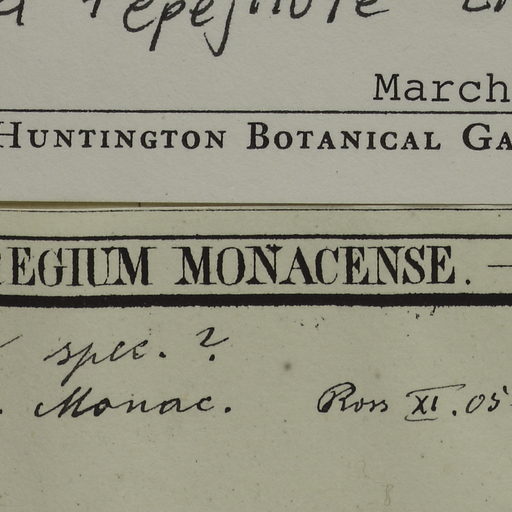 March
HUNTINGTON BOTANICAL GA
REGIUM MONACENSE. —
spec. ?
. Monac. Ross XI. 05